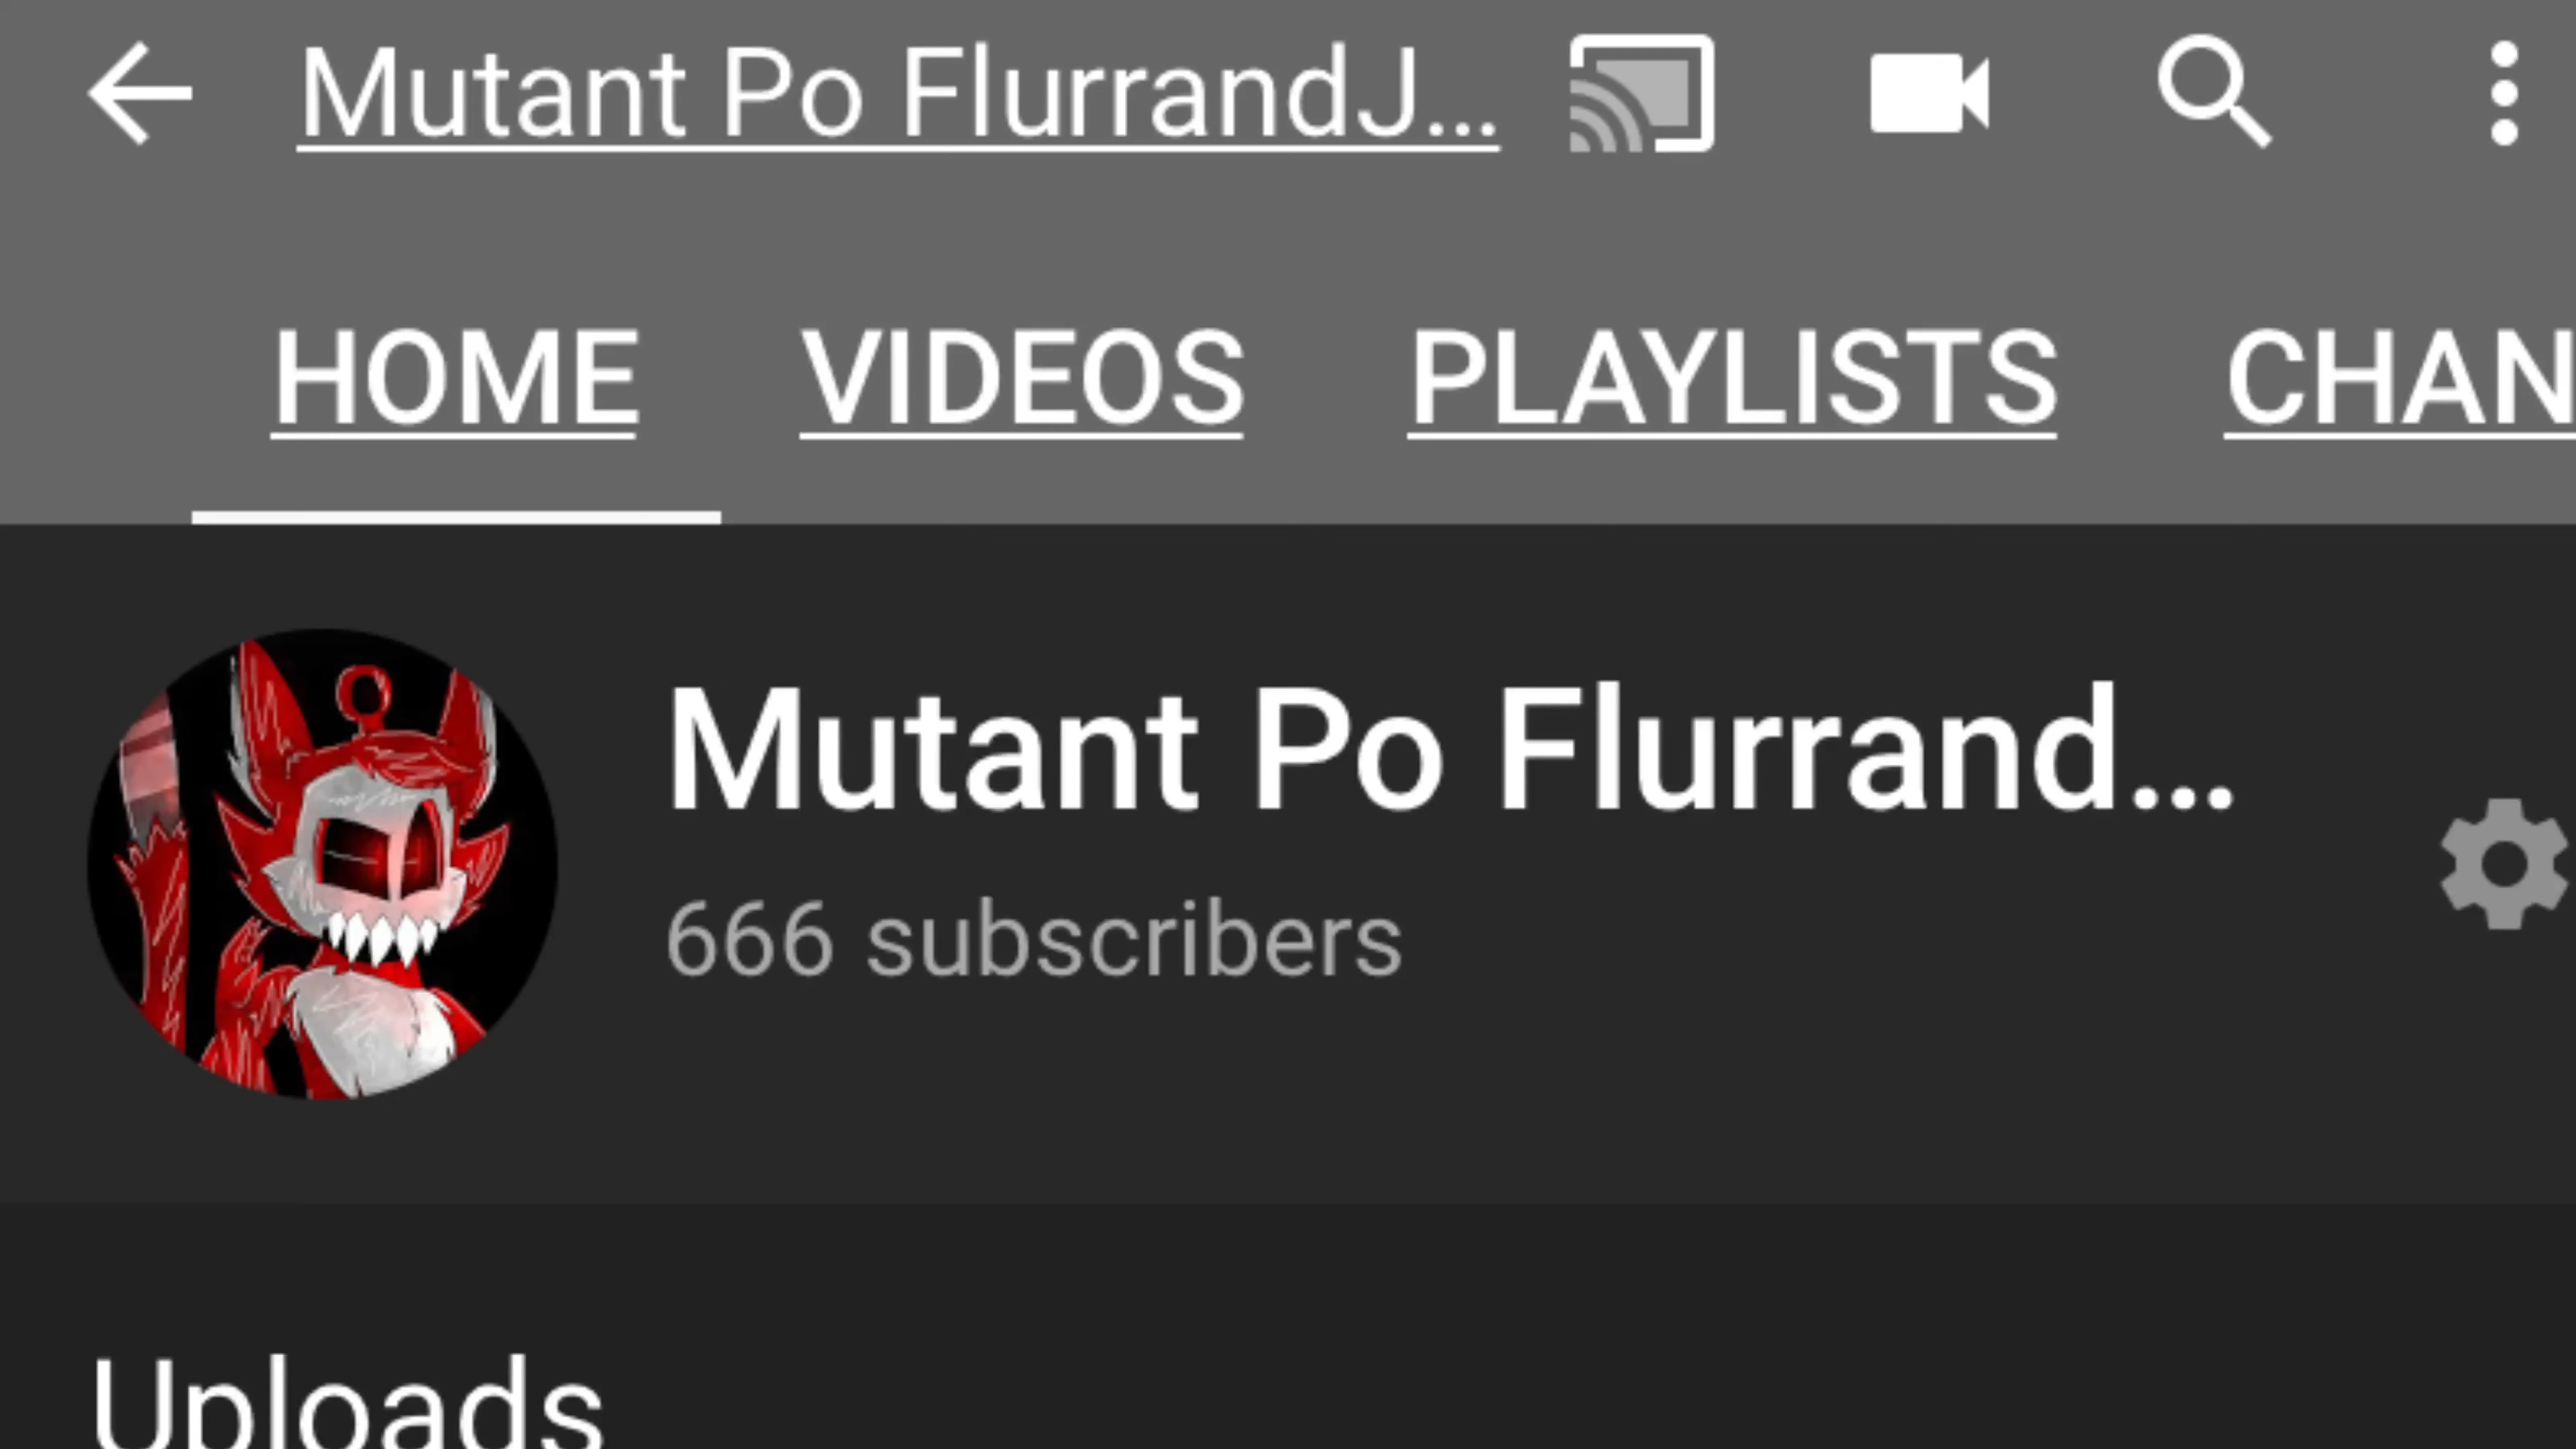 Mutant Po FlurrandJ...
HOME VIDEOS PLAYLISTS CHAN
Mutant Po Flurrand...
666 subscribers
Uploads